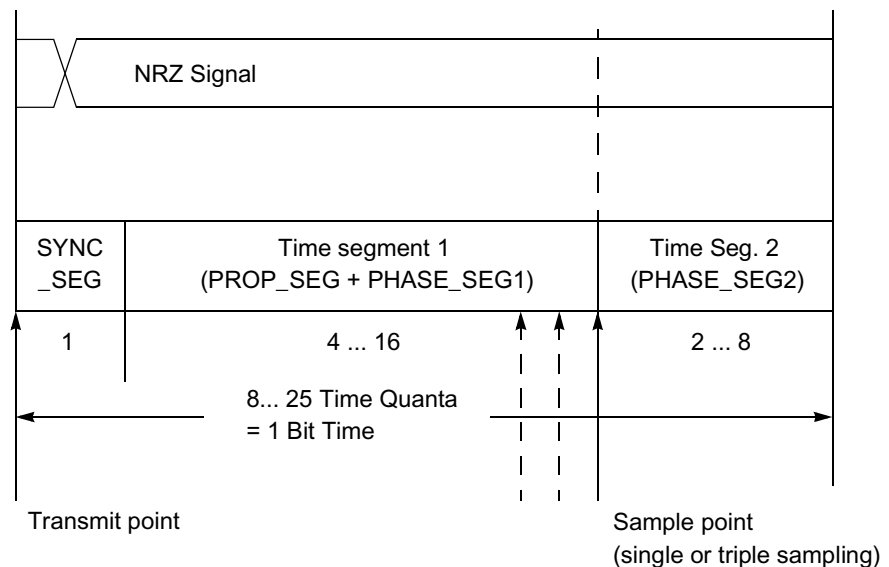 NRZ Signal
SYNC
_SEG
Time segment 1
(PROP_SEG + PHASE_SEG1)
Time Seg. 2
(PHASE_SEG2)
1
4 ... 16
2 ... 8
8... 25 Time Quanta
= 1 Bit Time
Transmit point
Sample point
(single or triple sampling)